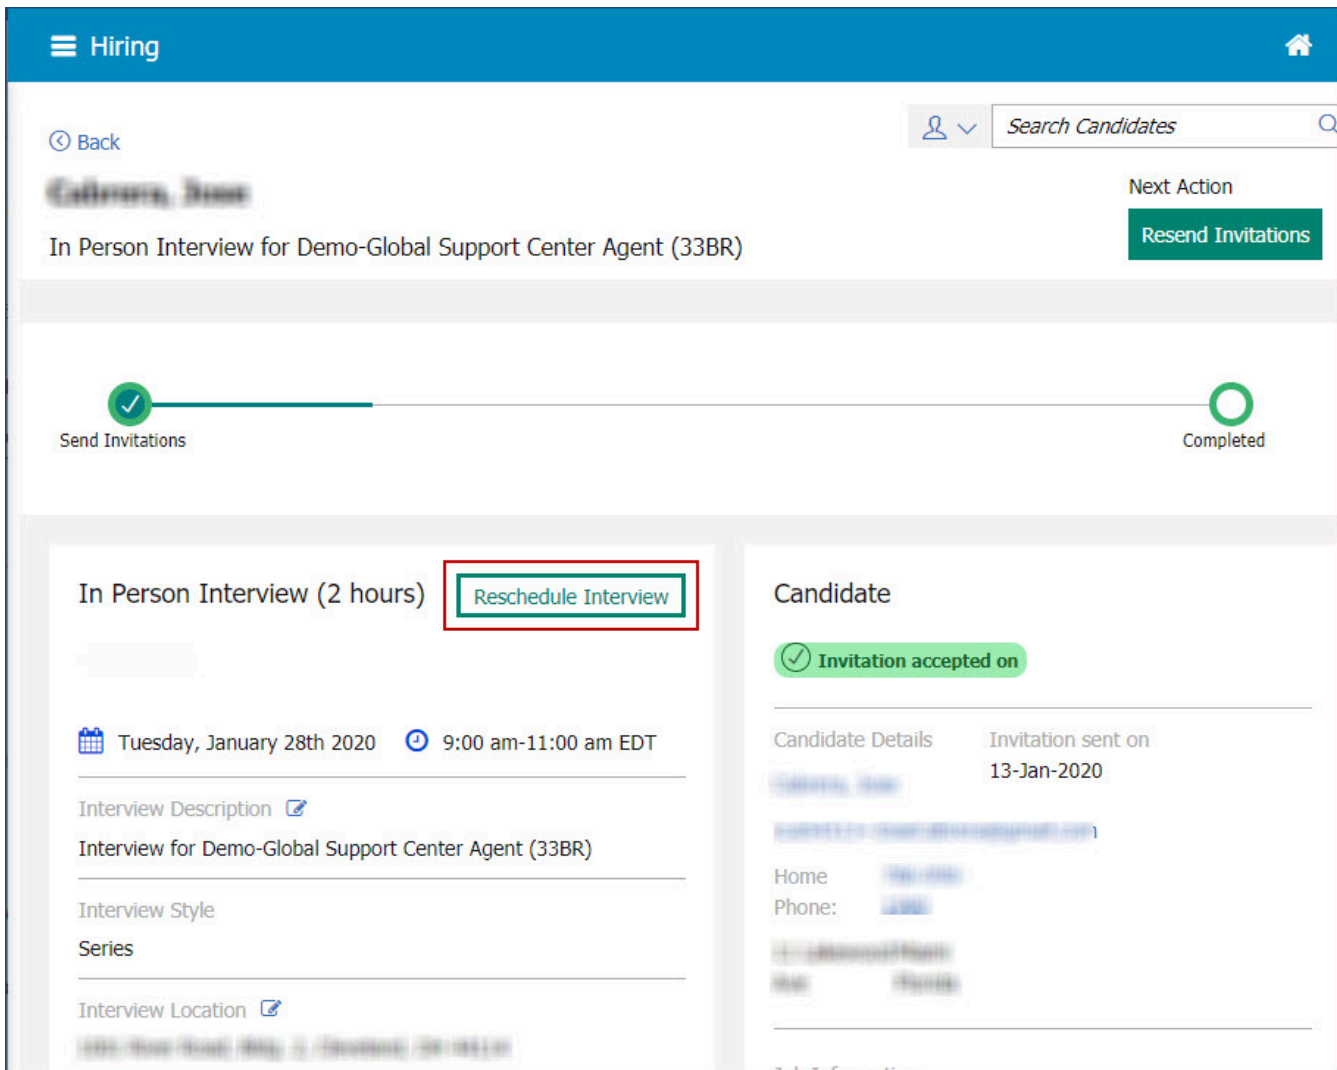 Hiring
Back
Search Candidates
Next Action
Resend Invitations
In Person Interview for Demo-Global Support Center Agent (33BR)
Send Invitations
Completed
In Person Interview (2 hours)
Reschedule Interview
Tuesday, January 28th 2020
9:00 am-11:00 am EDT
Interview Description
Interview for Demo-Global Support Center Agent (33BR)
Interview Style
Series
Interview Location
Candidate
Invitation accepted on
Candidate Details
Invitation sent on
13-Jan-2020
Home
Phone: